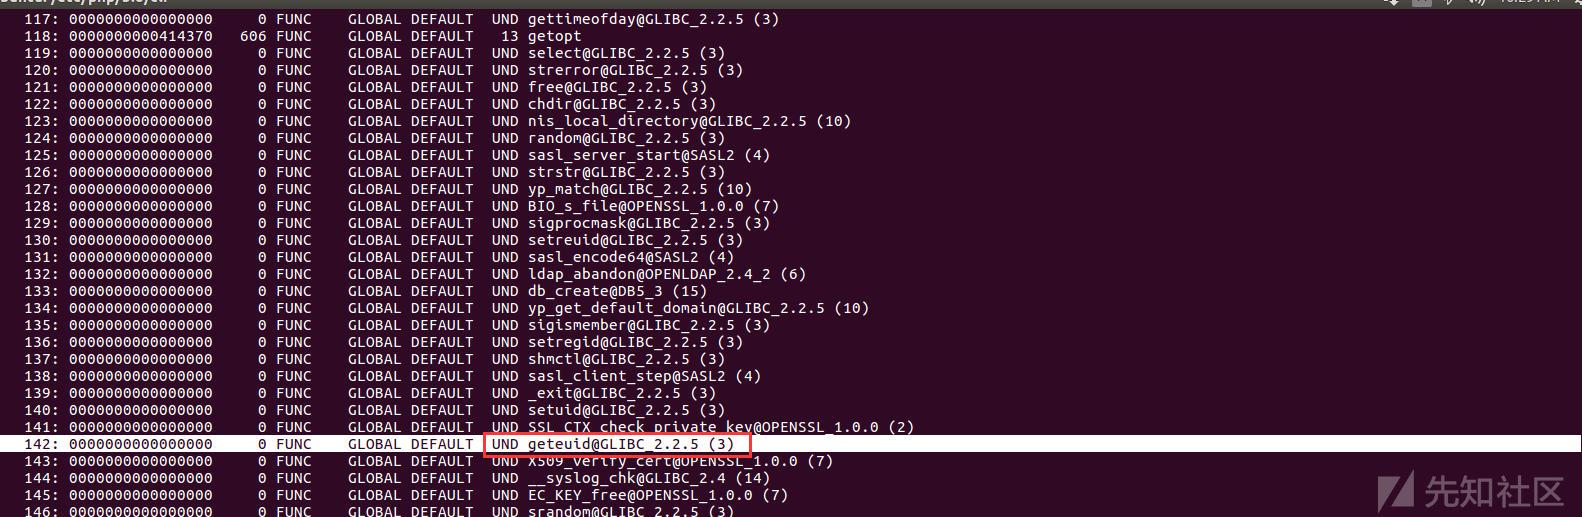 117: 0000000000000000     0 FUNC    GLOBAL DEFAULT  UND gettimeofday@GLIBC_2.2.5 (3)
118: 0000000000414370   606 FUNC    GLOBAL DEFAULT   13 getopt
119: 0000000000000000     0 FUNC    GLOBAL DEFAULT  UND select@GLIBC_2.2.5 (3)
120: 0000000000000000     0 FUNC    GLOBAL DEFAULT  UND strerror@GLIBC_2.2.5 (3)
121: 0000000000000000     0 FUNC    GLOBAL DEFAULT  UND free@GLIBC_2.2.5 (3)
122: 0000000000000000     0 FUNC    GLOBAL DEFAULT  UND chdir@GLIBC_2.2.5 (3)
123: 0000000000000000     0 FUNC    GLOBAL DEFAULT  UND nis_local_directory@GLIBC_2.2.5 (10)
124: 0000000000000000     0 FUNC    GLOBAL DEFAULT  UND random@GLIBC_2.2.5 (3)
125: 0000000000000000     0 FUNC    GLOBAL DEFAULT  UND sasl_server_start@SASL2 (4)
126: 0000000000000000     0 FUNC    GLOBAL DEFAULT  UND strstr@GLIBC_2.2.5 (3)
127: 0000000000000000     0 FUNC    GLOBAL DEFAULT  UND yp_match@GLIBC_2.2.5 (10)
128: 0000000000000000     0 FUNC    GLOBAL DEFAULT  UND BIO_s_file@OPENSSL_1.0.0 (7)
129: 0000000000000000     0 FUNC    GLOBAL DEFAULT  UND sigprocmask@GLIBC_2.2.5 (3)
130: 0000000000000000     0 FUNC    GLOBAL DEFAULT  UND setreuid@GLIBC_2.2.5 (3)
131: 0000000000000000     0 FUNC    GLOBAL DEFAULT  UND sasl_encode64@SASL2 (4)
132: 0000000000000000     0 FUNC    GLOBAL DEFAULT  UND ldap_abandon@OPENLDAP_2.4_2 (6)
133: 0000000000000000     0 FUNC    GLOBAL DEFAULT  UND db_create@DB5_3 (15)
134: 0000000000000000     0 FUNC    GLOBAL DEFAULT  UND yp_get_default_domain@GLIBC_2.2.5 (10)
135: 0000000000000000     0 FUNC    GLOBAL DEFAULT  UND sigismember@GLIBC_2.2.5 (3)
136: 0000000000000000     0 FUNC    GLOBAL DEFAULT  UND setregid@GLIBC_2.2.5 (3)
137: 0000000000000000     0 FUNC    GLOBAL DEFAULT  UND shmctl@GLIBC_2.2.5 (3)
138: 0000000000000000     0 FUNC    GLOBAL DEFAULT  UND sasl_client_step@SASL2 (4)
139: 0000000000000000     0 FUNC    GLOBAL DEFAULT  UND _exit@GLIBC_2.2.5 (3)
140: 0000000000000000     0 FUNC    GLOBAL DEFAULT  UND setuid@GLIBC_2.2.5 (3)
141: 0000000000000000     0 FUNC    GLOBAL DEFAULT  UND SSL_CTX_check_private_key@OPENSSL_1.0.0 (2)
142: 0000000000000000     0 FUNC    GLOBAL DEFAULT  UND geteuid@GLIBC_2.2.5 (3)
143: 0000000000000000     0 FUNC    GLOBAL DEFAULT  UND X509_verify_cert@OPENSSL_1.0.0 (7)
144: 0000000000000000     0 FUNC    GLOBAL DEFAULT  UND __syslog_chk@GLIBC_2.4 (14)
145: 0000000000000000     0 FUNC    GLOBAL DEFAULT  UND EC_KEY_free@OPENSSL_1.0.0 (7)
146: 0000000000000000     0 FUNC    GLOBAL DEFAULT  UND srandom@GLIBC_2.2.5 (3)
先知社区